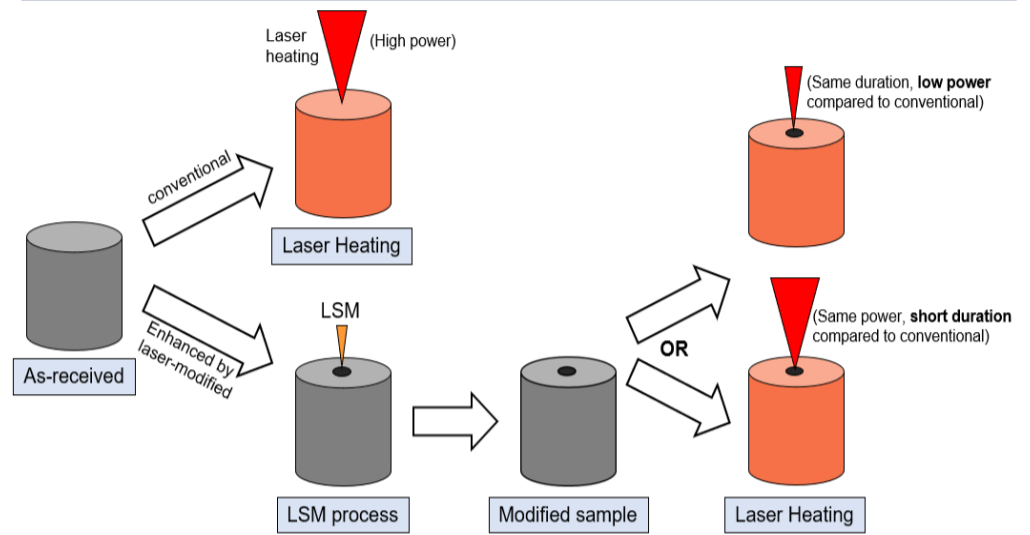 Laser
heating
(High power)
conventional
Laser Heating
As-received
Enhanced by
laser-modified
LSM
LSM process
Modified sample
OR
(Same duration, low power
compared to conventional)
(Same power, short duration
compared to conventional)
Laser Heating